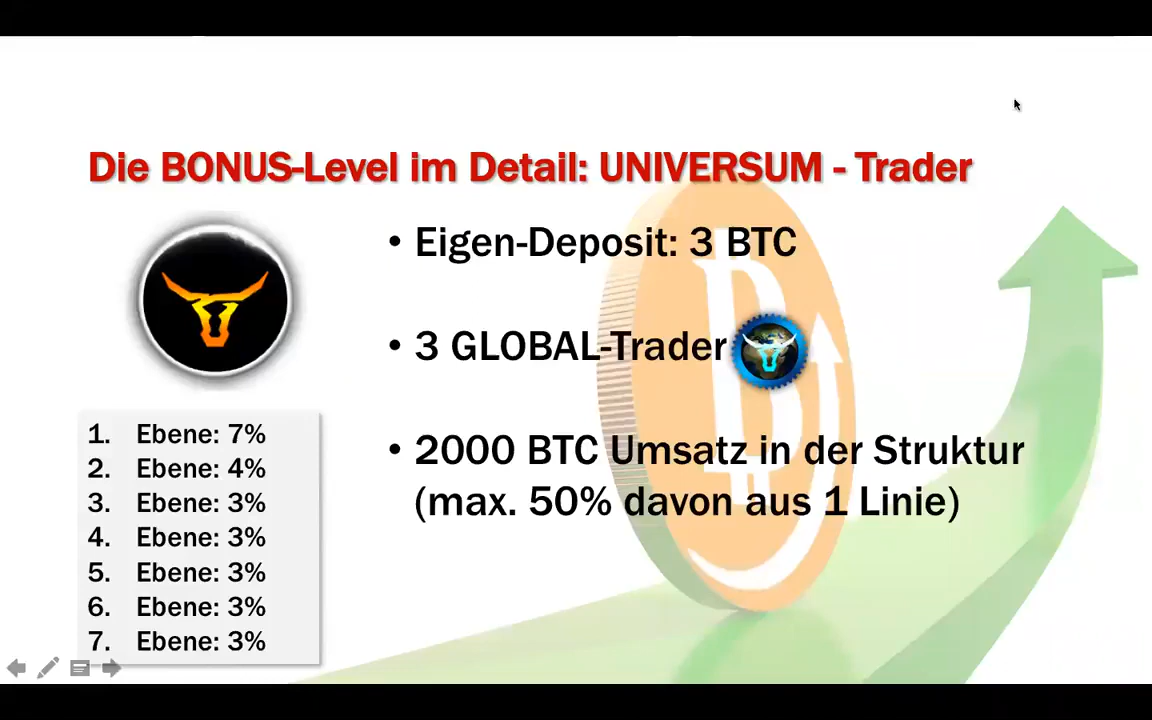 Die BONUS-Level im Detail: UNIVERSUM - Trader
• Eigen-Deposit: 3 BTC
• 3 GLOBAL-Trader
• 2000 BTC Umsatz in der Struktur
(max. 50% davon aus 1 Linie)
1. Ebene: 7%
2. Ebene: 4%
3. Ebene: 3%
4. Ebene: 3%
5. Ebene: 3%
6. Ebene: 3%
7. Ebene: 3%